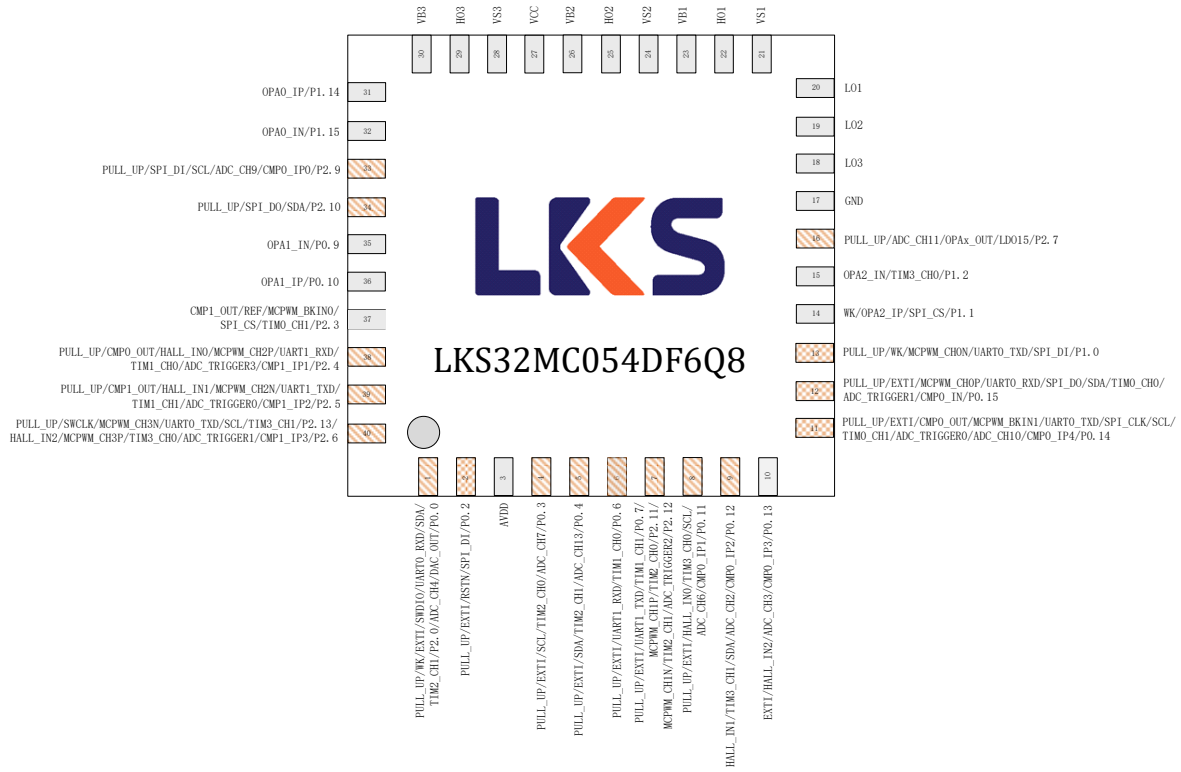 VB3
HO3
VS3
VCC
VB2
HO2
VS2
VB1
HO1
VS1
30
29
28
27
26
25
24
23
22
21
OPA0_IP/P1.14
31
OPA0_IN/P1.15
32
PULL_UP/SPI_DI/SCL/ADC_CH9/CMP0_IP0/P2.9
33
PULL_UP/SPI_DO/SDA/P2.10
34
OPA1_IN/P0.9
35
OPA1_IP/P0.10
36
CMP1_OUT/REF/MCPWM_BKIN0/
SPI_CS/TIM0_CH1/P2.3
37
PULL_UP/CMP0_OUT/HALL_IN0/MCPWM_CH2P/UART1_RXD/
TIM1_CH0/ADC_TRIGGER3/CMP1_IP1/P2.4
38
PULL_UP/CMP1_OUT/HALL_IN1/MCPWM_CH2N/UART1_TXD/
TIM1_CH1/ADC_TRIGGER0/CMP1_IP2/P2.5
39
PULL_UP/SWCLK/MCPWM_CH3N/UART0_TXD/SCL/TIM3_CH1/P2.13/
HALL_IN2/MCPWM_CH3P/TIM3_CH0/ADC_TRIGGER1/CMP1_IP3/P2.6
40
LKS
LKS32MC054DF6Q8
20
LO1
19
LO2
18
LO3
17
GND
16
PULL_UP/ADC_CH11/OPAx_OUT/LDO15/P2.7
15
OPA2_IN/TIM3_CH0/P1.2
14
WK/OPA2_IP/SPI_CS/P1.1
13
PULL_UP/WK/MCPWM_CH0N/UART0_TXD/SPI_DI/P1.0
12
PULL_UP/EXTI/MCPWM_CH0P/UART0_RXD/SPI_DO/SDA/TIM0_CH0/
ADC_TRIGGER1/CMP0_IN/P0.15
11
PULL_UP/EXTI/CMP0_OUT/MCPWM_BKIN1/UART0_TXD/SPI_CLK/SCL/
TIM0_CH1/ADC_TRIGGER0/ADC_CH10/CMP0_IP4/P0.14
1
2
3
4
5
6
7
8
9
10
PULL_UP/WK/EXTI/SWDIO/UART0_RXD/SDA/
TIM2_CH1/P2.0/ADC_CH4/DAC_OUT/P0.0
PULL_UP/EXTI/RSTN/SPI_DI/P0.2
AVDD
PULL_UP/EXTI/SCL/TIM2_CH0/ADC_CH7/P0.3
PULL_UP/EXTI/SDA/TIM2_CH1/ADC_CH13/P0.4
PULL_UP/EXTI/UART1_RXD/TIM1_CH0/P0.6
PULL_UP/EXTI/UART1_TXD/TIM1_CH1/P0.7/
MCPWM_CH1P/TIM2_CH0/P2.11/
MCPWM_CH1N/TIM2_CH1/ADC_TRIGGER2/P2.12
PULL_UP/EXTI/HALL_IN0/TIM3_CH0/SCL/
ADC_CH6/CMP0_IP1/P0.11
HALL_IN1/TIM3_CH1/SDA/ADC_CH2/CMP0_IP2/P0.12
EXTI/HALL_IN2/ADC_CH3/CMP0_IP3/P0.13